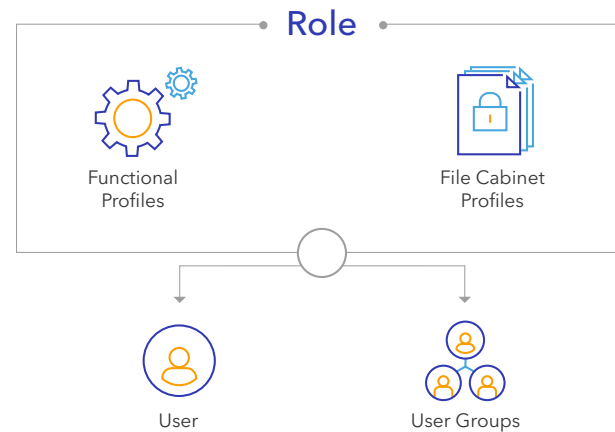 Role
Functional
Profiles
File Cabinet
Profiles
User
User Groups